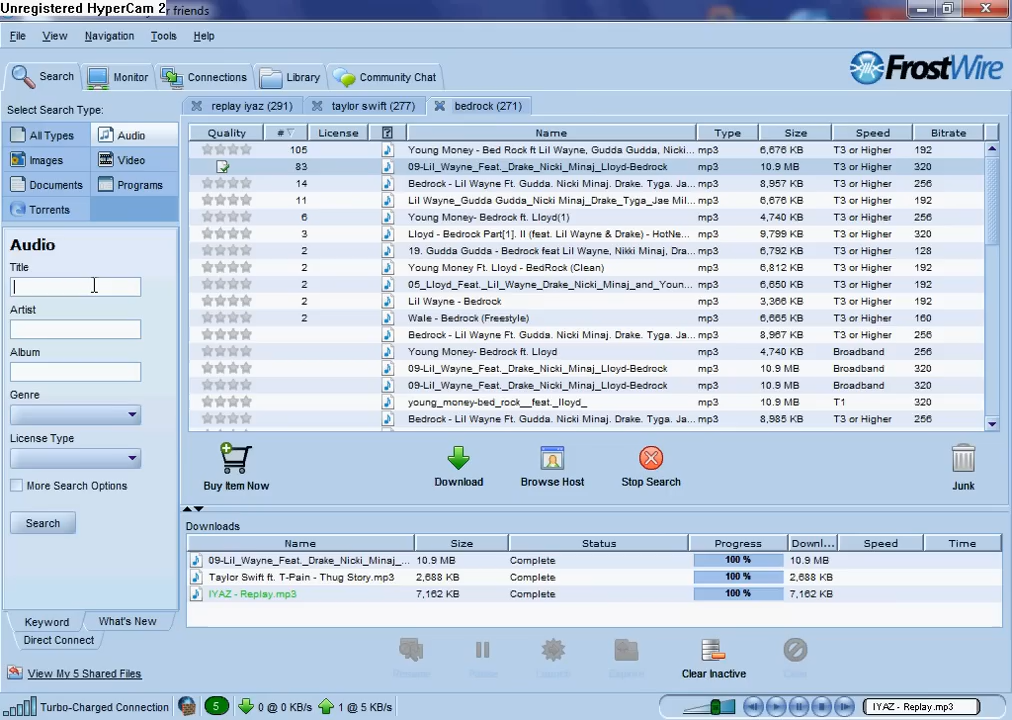 Unregistered HyperCam 2
friends
File View Navigation Tools Help
Search Monitor Connections Library Community Chat
FrostWire
Select Search Type:
All Types Audio
Images Video
Documents Programs
Torrents
Audio
Title
Artist
Album
Genre
License Type
More Search Options
Search
Keyword What's New
Direct Connect
View My 5 Shared Files
replay iyaz (291) taylor swift (277) bedrock (271)
Quality # License Name Type Size Speed Bitrate
105 Young Money - Bed Rock ft Lil Wayne, Gudda Gudda, Nicki... mp3 6,676 KB T3 or Higher 192
83 09-Lil_Wayne_Feat._Drake_Nicki_Minaj_Lloyd-Bedrock mp3 10.9 MB T3 or Higher 320
14 Bedrock - Lil Wayne Ft. Gudda. Nicki Minaj. Drake. Tyga. Ja... mp3 8,957 KB T3 or Higher 256
11 Lil Wayne_Gudda Gudda_Nicki Minaj_Drake_Tyga_Jae Mil... mp3 6,676 KB T3 or Higher 192
6 Young Money- Bedrock ft. Lloyd(1) mp3 4,740 KB T3 or Higher 256
3 Lloyd - Bedrock Part[1]. II (feat. Lil Wayne & Drake) - HotNe... mp3 9,799 KB T3 or Higher 320
2 19. Gudda Gudda - Bedrock feat Lil Wayne, Nikki Minaj, Dra... mp3 6,792 KB T3 or Higher 128
2 Young Money Ft. Lloyd - BedRock (Clean) mp3 6,812 KB T3 or Higher 192
2 05_Lloyd_Feat._Lil_Wayne_Drake_Nicki_Minaj_and_Youn... mp3 6,650 KB T3 or Higher 192
2 Lil Wayne - Bedrock mp3 3,366 KB T3 or Higher 192
2 Wale - Bedrock (Freestyle) mp3 6,665 KB T3 or Higher 160
Bedrock - Lil Wayne Ft. Gudda. Nicki Minaj. Drake. Tyga. Ja... mp3 8,967 KB T3 or Higher 256
Young Money- Bedrock ft. Lloyd mp3 4,740 KB Broadband 256
09-Lil_Wayne_Feat._Drake_Nicki_Minaj_Lloyd-Bedrock mp3 10.9 MB Broadband 320
09-Lil_Wayne_Feat._Drake_Nicki_Minaj_Lloyd-Bedrock mp3 10.9 MB Broadband 320
young_money-bed_rock__feat._lloyd_ mp3 10.9 MB T1 320
Bedrock - Lil Wayne Ft. Gudda. Nicki Minaj. Drake. Tyga. Ja... mp3 8,985 KB T3 or Higher 256
Buy Item Now Download Browse Host Stop Search Junk
Downloads
Name Size Status Progress Downl... Speed Time
09-Lil_Wayne_Feat._Drake_Nicki_Minaj_... 10.9 MB Complete 100 % 10.9 MB
Taylor Swift ft. T-Pain - Thug Story.mp3 2,688 KB Complete 100 % 2,688 KB
IYAZ - Replay.mp3 7,162 KB Complete 100 % 7,162 KB
Clear Inactive
Turbo-Charged Connection 5 0 @ 0 KB/s 1 @ 5 KB/s IYAZ - Replay.mp3